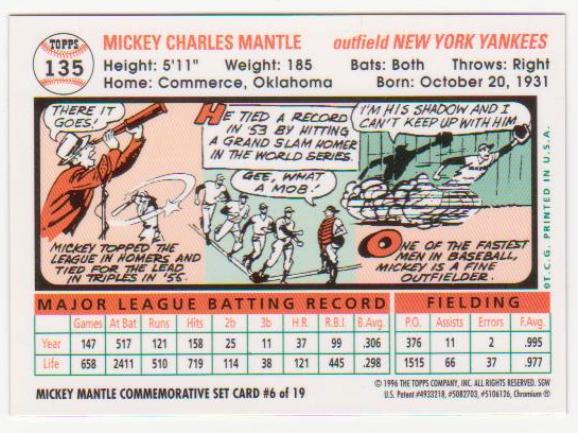 TOPPS
135
MICKEY CHARLES MANTLE outfield NEW YORK YANKEES
Height: 5'11" Weight: 185 Bats: Both Throws: Right
Home: Commerce, Oklahoma Born: October 20, 1931
THERE IT
GOES!
MICKEY TOPPED THE
LEAGUE IN HOMERS AND
TIED FOR THE LEAD
IN TRIPLES IN '55.
HE TIED A RECORD
IN '53 BY HITTING
A GRAND SLAM HOMER
IN THE WORLD SERIES.
GEE, WHAT
A MOB!
I'M HIS SHADOW AND I
CAN'T KEEP UP WITH HIM
ONE OF THE FASTEST
MEN IN BASEBALL,
MICKEY IS A FINE
OUTFIELDER.
©T.C.G. PRINTED IN U.S.A.
MAJOR LEAGUE BATTING RECORD FIELDING
Games At Bat Runs Hits 2b 3b H.R. R.B.I. B.Avg. P.O. Assists Errors F.Avg.
Year 147 517 121 158 25 11 37 99 .306 376 11 2 .995
Life 658 2411 510 719 114 38 121 445 .298 1515 66 37 .977
MICKEY MANTLE COMMEMORATIVE SET CARD #6 of 19
© 1996 THE TOPPS COMPANY, INC. ALL RIGHTS RESERVED. SGW
U.S. Patent #4933218, #5082703, #5106126, Chromium ®